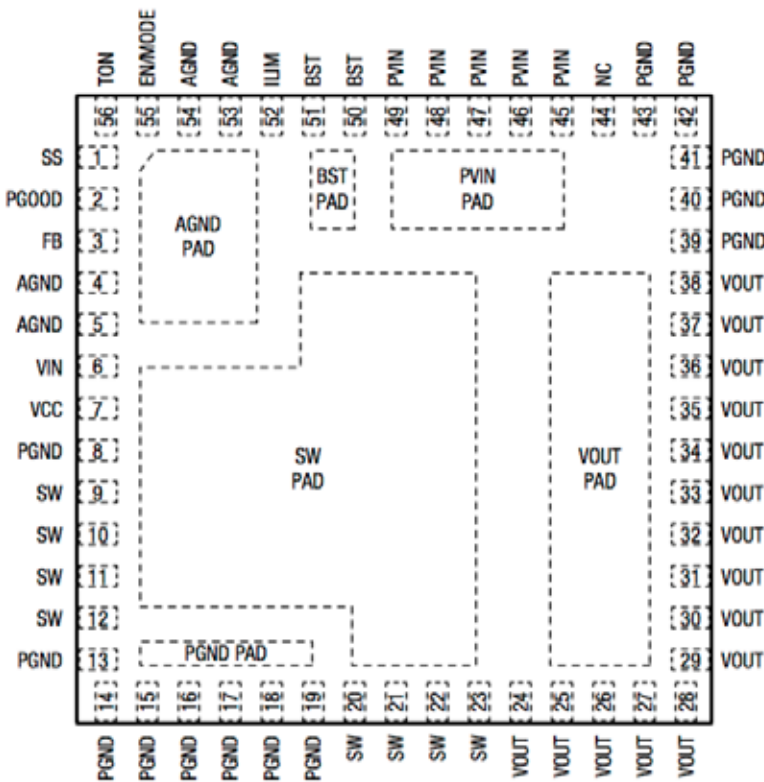 TON EN/MODE AGND AGND ILIM BST BST PVIN PVIN PVIN PVIN PVIN NC PGND PGND
56 55 54 53 52 51 50 49 48 47 46 45 44 43 42
SS 1 41 PGND
PGOOD 2 40 PGND
FB 3 39 PGND
AGND 4 38 VOUT
AGND 5 37 VOUT
VIN 6 36 VOUT
VCC 7 35 VOUT
PGND 8 34 VOUT
SW 9 33 VOUT
SW 10 32 VOUT
SW 11 31 VOUT
SW 12 30 VOUT
PGND 13 29 VOUT
AGND
PAD
BST
PAD
PVIN
PAD
SW
PAD
VOUT
PAD
PGND PAD
14 15 16 17 18 19 20 21 22 23 24 25 26 27 28
PGND PGND PGND PGND PGND PGND SW SW SW SW VOUT VOUT VOUT VOUT VOUT